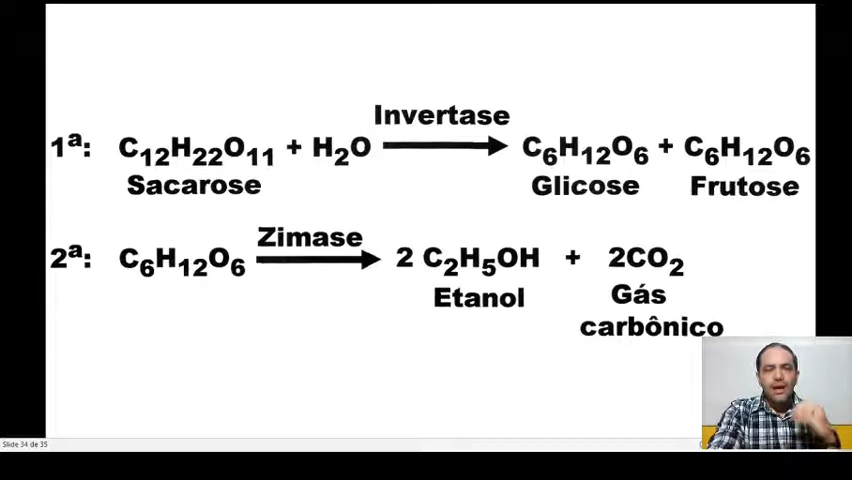 Invertase
1ª: C₁₂H₂₂O₁₁ + H₂O C₆H₁₂O₆ + C₆H₁₂O₆
Sacarose Glicose Frutose
Zimase
2ª: C₆H₁₂O₆ 2 C₂H₅OH + 2CO₂
Etanol Gás
carbônico
Slide 34 de 35